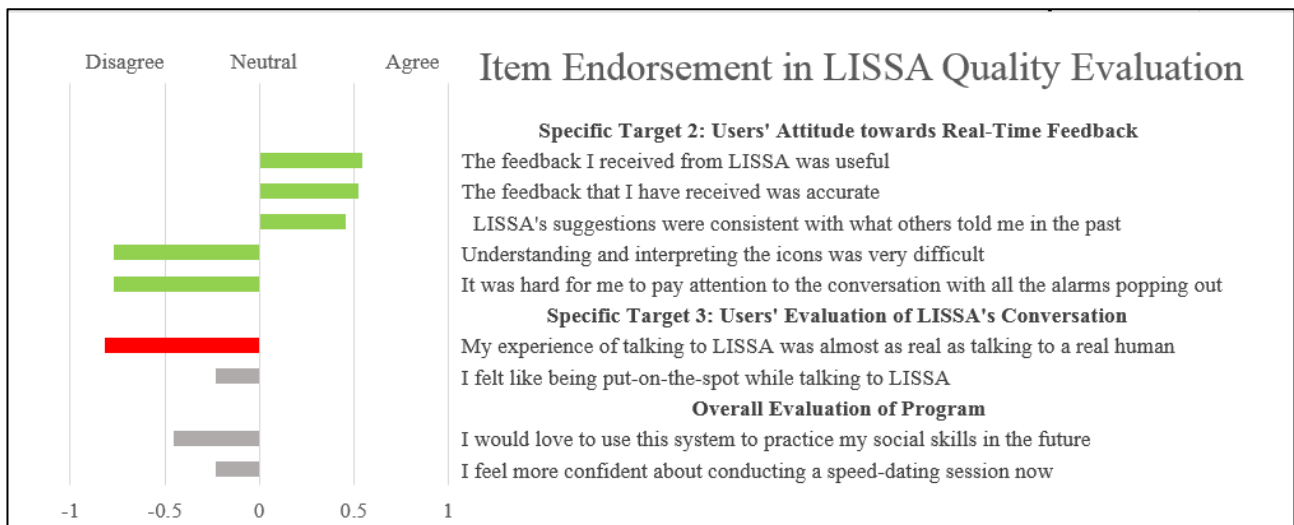 Disagree Neutral Agree
Item Endorsement in LISSA Quality Evaluation
Specific Target 2: Users' Attitude towards Real-Time Feedback
The feedback I received from LISSA was useful
The feedback that I have received was accurate
LISSA's suggestions were consistent with what others told me in the past
Understanding and interpreting the icons was very difficult
It was hard for me to pay attention to the conversation with all the alarms popping out
Specific Target 3: Users' Evaluation of LISSA's Conversation
My experience of talking to LISSA was almost as real as talking to a real human
I felt like being put-on-the-spot while talking to LISSA
Overall Evaluation of Program
I would love to use this system to practice my social skills in the future
I feel more confident about conducting a speed-dating session now
-1 -0.5 0 0.5 1